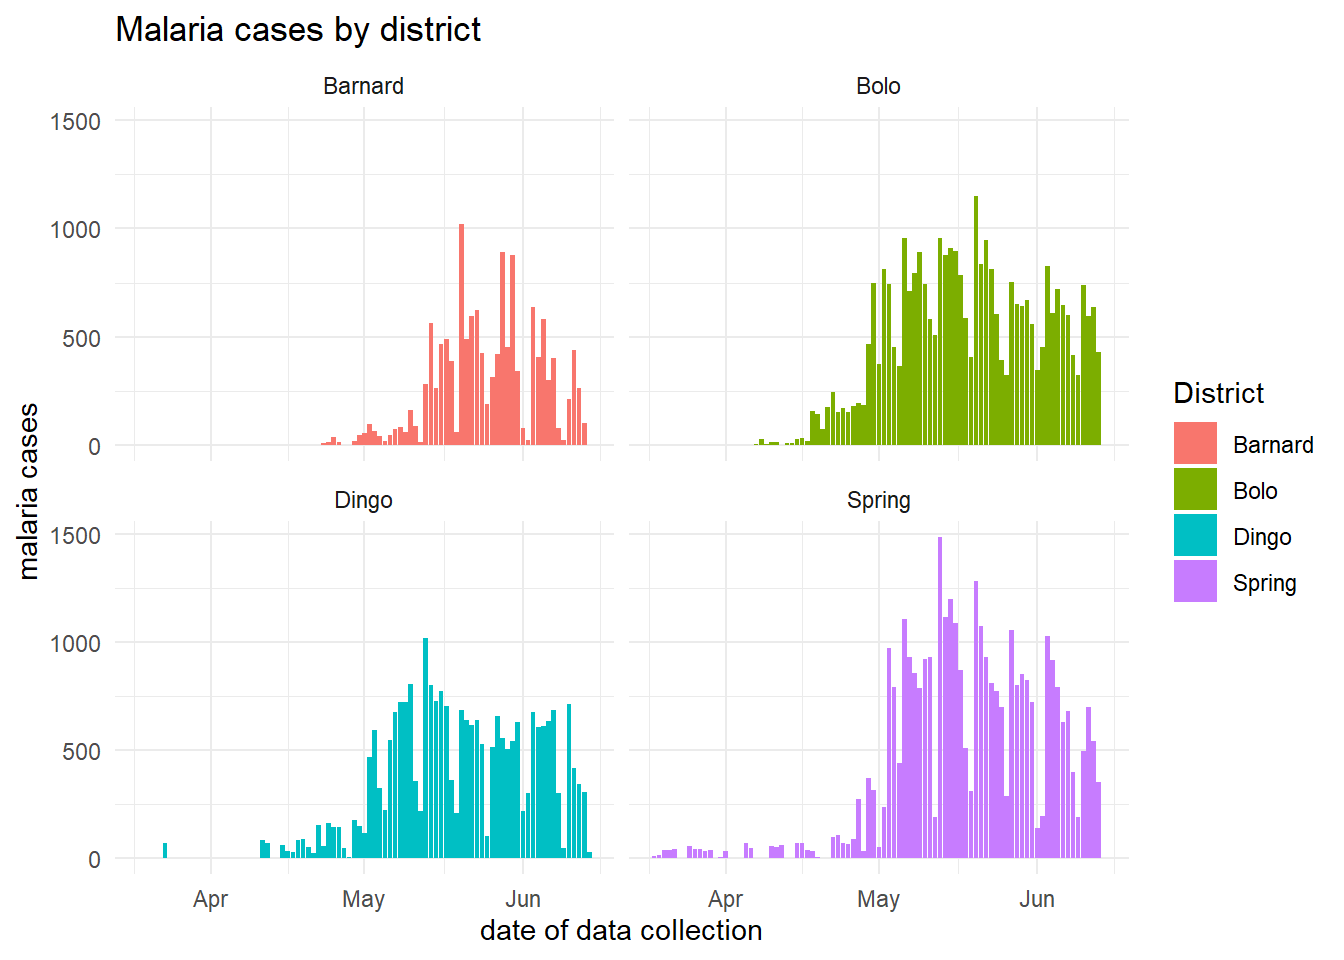 Malaria cases by district
Barnard
Bolo
1500
1000
500
0
Dingo
Spring
1500
1000
500
0
Apr
May
Jun
Apr
May
Jun
date of data collection
malaria cases
District
Barnard
Bolo
Dingo
Spring